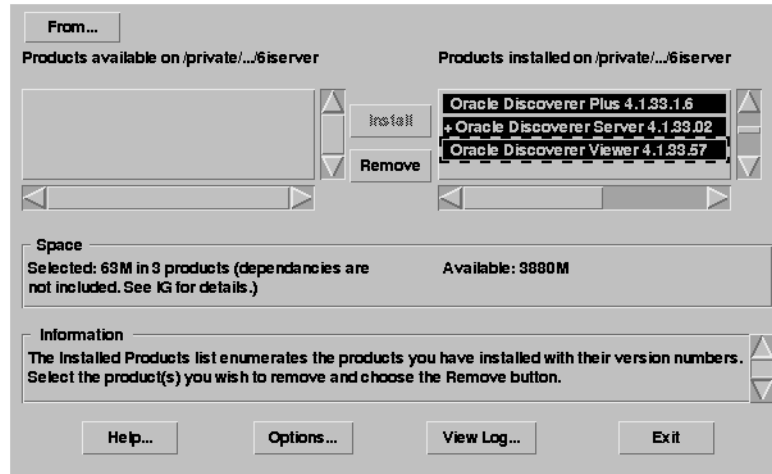 From...
Products available on /private/.../6iserver
Products installed on /private/.../6iserver
Install
Remove
Oracle Discoverer Plus 4.1.33.1.6
+ Oracle Discoverer Server 4.1.33.02
Oracle Discoverer Viewer 4.1.33.57
Space
Selected: 63M in 3 products (dependancies are
not included. See IG for details.)
Available: 3880M
Information
The Installed Products list enumerates the products you have installed with their version numbers.
Select the product(s) you wish to remove and choose the Remove button.
Help...
Options...
View Log...
Exit